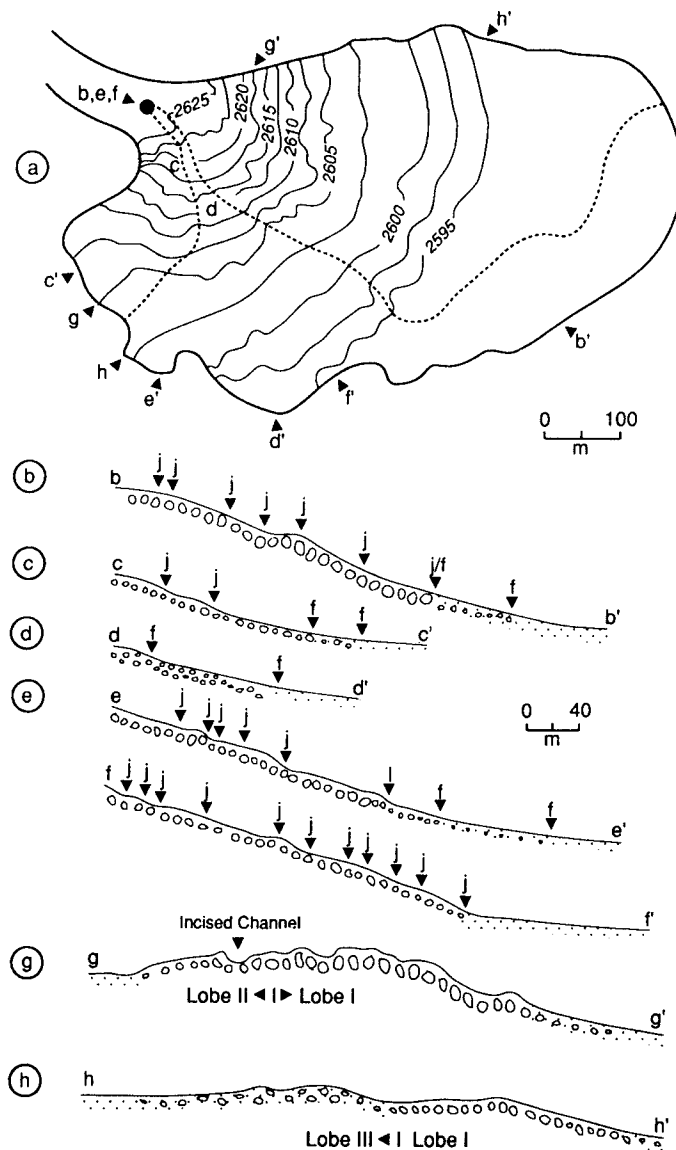 h'
g'
b,e,f
2625
2620
2615
2610
2605
2600
2595
a
c
d
c'
g
h
e'
d'
f'
b'
0 100
m
b
b j j j j j j j/f f b'
c
c j j f f c'
d
d f f d'
e
e j j j j j l f f e'
0 40
m
f j j j j j j j j j j j f'
Incised Channel
g
g g'
Lobe II ◄ I ► Lobe I
h
h h'
Lobe III ◄ I Lobe I